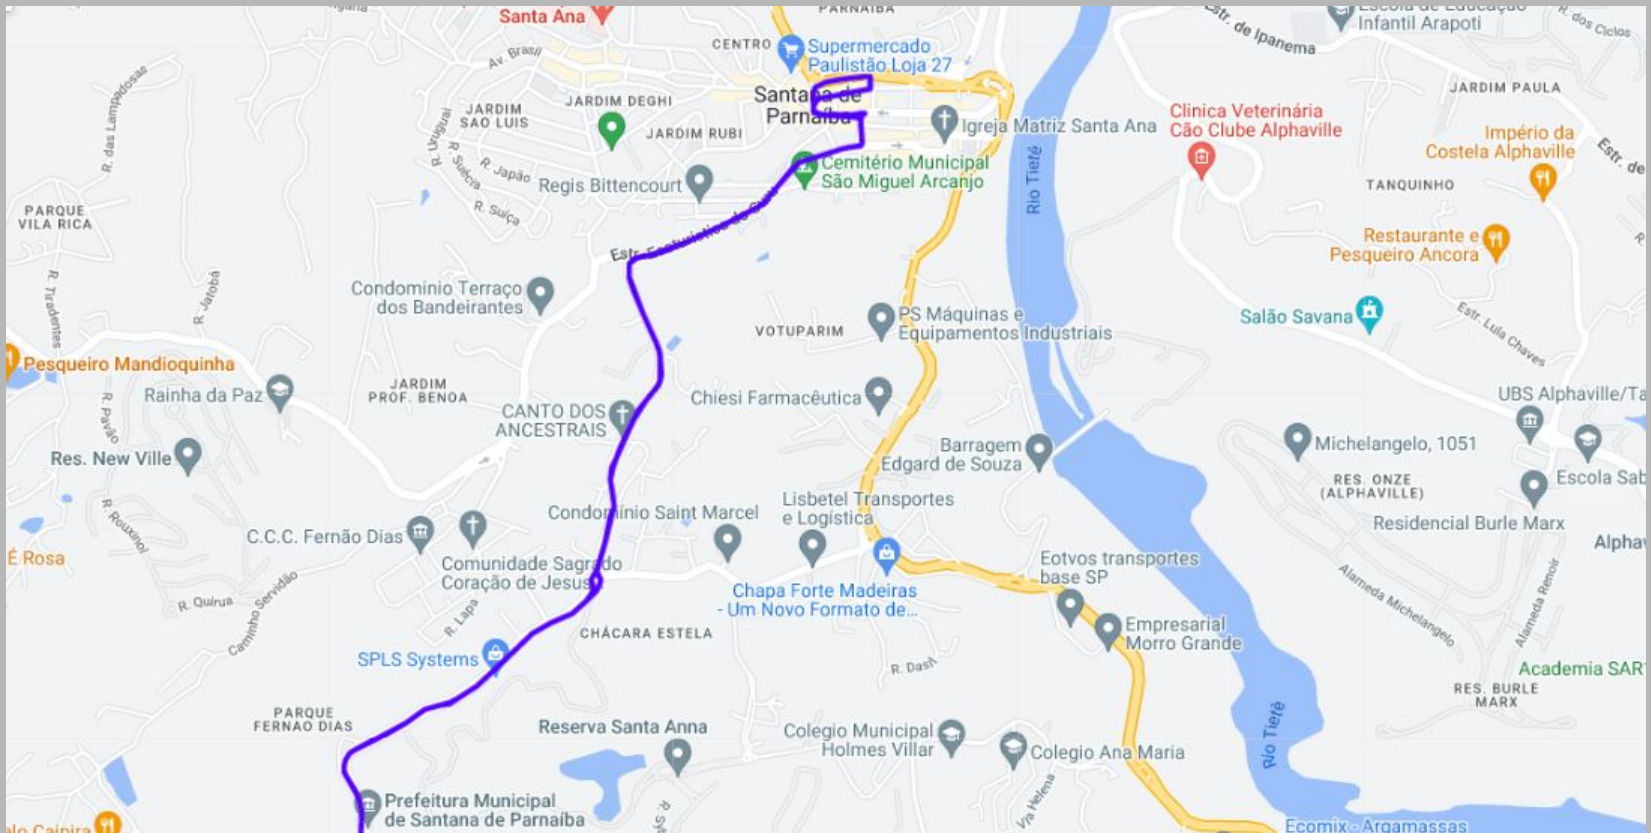 Santa Ana
PARNAÍBA
Escola de Educação
Infantil Arapoti
R. dos Ciclos
Estr. de Ipanema
CENTRO
Supermercado
Paulistão Loja 27
Av. Brasil
R. das Lampadosas
JARDIM DEGHI
Santana de
Parnaíba
JARDIM PAULA
JARDIM
SAO LUIS
JARDIM RUBI
Igreja Matriz Santa Ana
Clinica Veterinária
Cão Clube Alphaville
Império da
Costela Alphaville
Estr. de
R. Uruguai
R. Suécia
R. Japão
R. Suíça
Regis Bittencourt
Cemitério Municipal
São Miguel Arcanjo
Rio Tietê
TANQUINHO
PARQUE
VILA RICA
Restaurante e
Pesqueiro Ancora
R. Tiradentes
R. Jatobá
Condominio Terraço
dos Bandeirantes
VOTUPARIM
PS Máquinas e
Equipamentos Industriais
Salão Savana
Estr. Lula Chaves
Pesqueiro Mandioquinha
Rainha da Paz
JARDIM
PROF. BENOA
Chiesi Farmacêutica
UBS Alphaville/Ta
R. Pavão
CANTO DOS
ANCESTRAIS
Barragem
Edgard de Souza
Michelangelo, 1051
Res. New Ville
RES. ONZE
(ALPHAVILLE)
Escola Sab
R. Rouxinol
Condomínio Saint Marcel
Lisbetel Transportes
e Logística
Residencial Burle Marx
C.C.C. Fernão Dias
Alphav
É Rosa
Comunidade Sagrado
Coração de Jesus
Eotvos transportes
base SP
Chapa Forte Madeiras
- Um Novo Formato de...
Alameda Michelangelo
Alameda Renoir
R. Quírua
Caminho Servidão
R. Lapa
CHÁCARA ESTELA
Empresarial
Morro Grande
SPLS Systems
R. Dash
Academia SAR
RES. BURLE
MARX
PARQUE
FERNAO DIAS
Reserva Santa Anna
Colegio Municipal
Holmes Villar
Colegio Ana Maria
Rio Tietê
Prefeitura Municipal
de Santana de Parnaíba
Via Helena
Ecomix - Argamassas